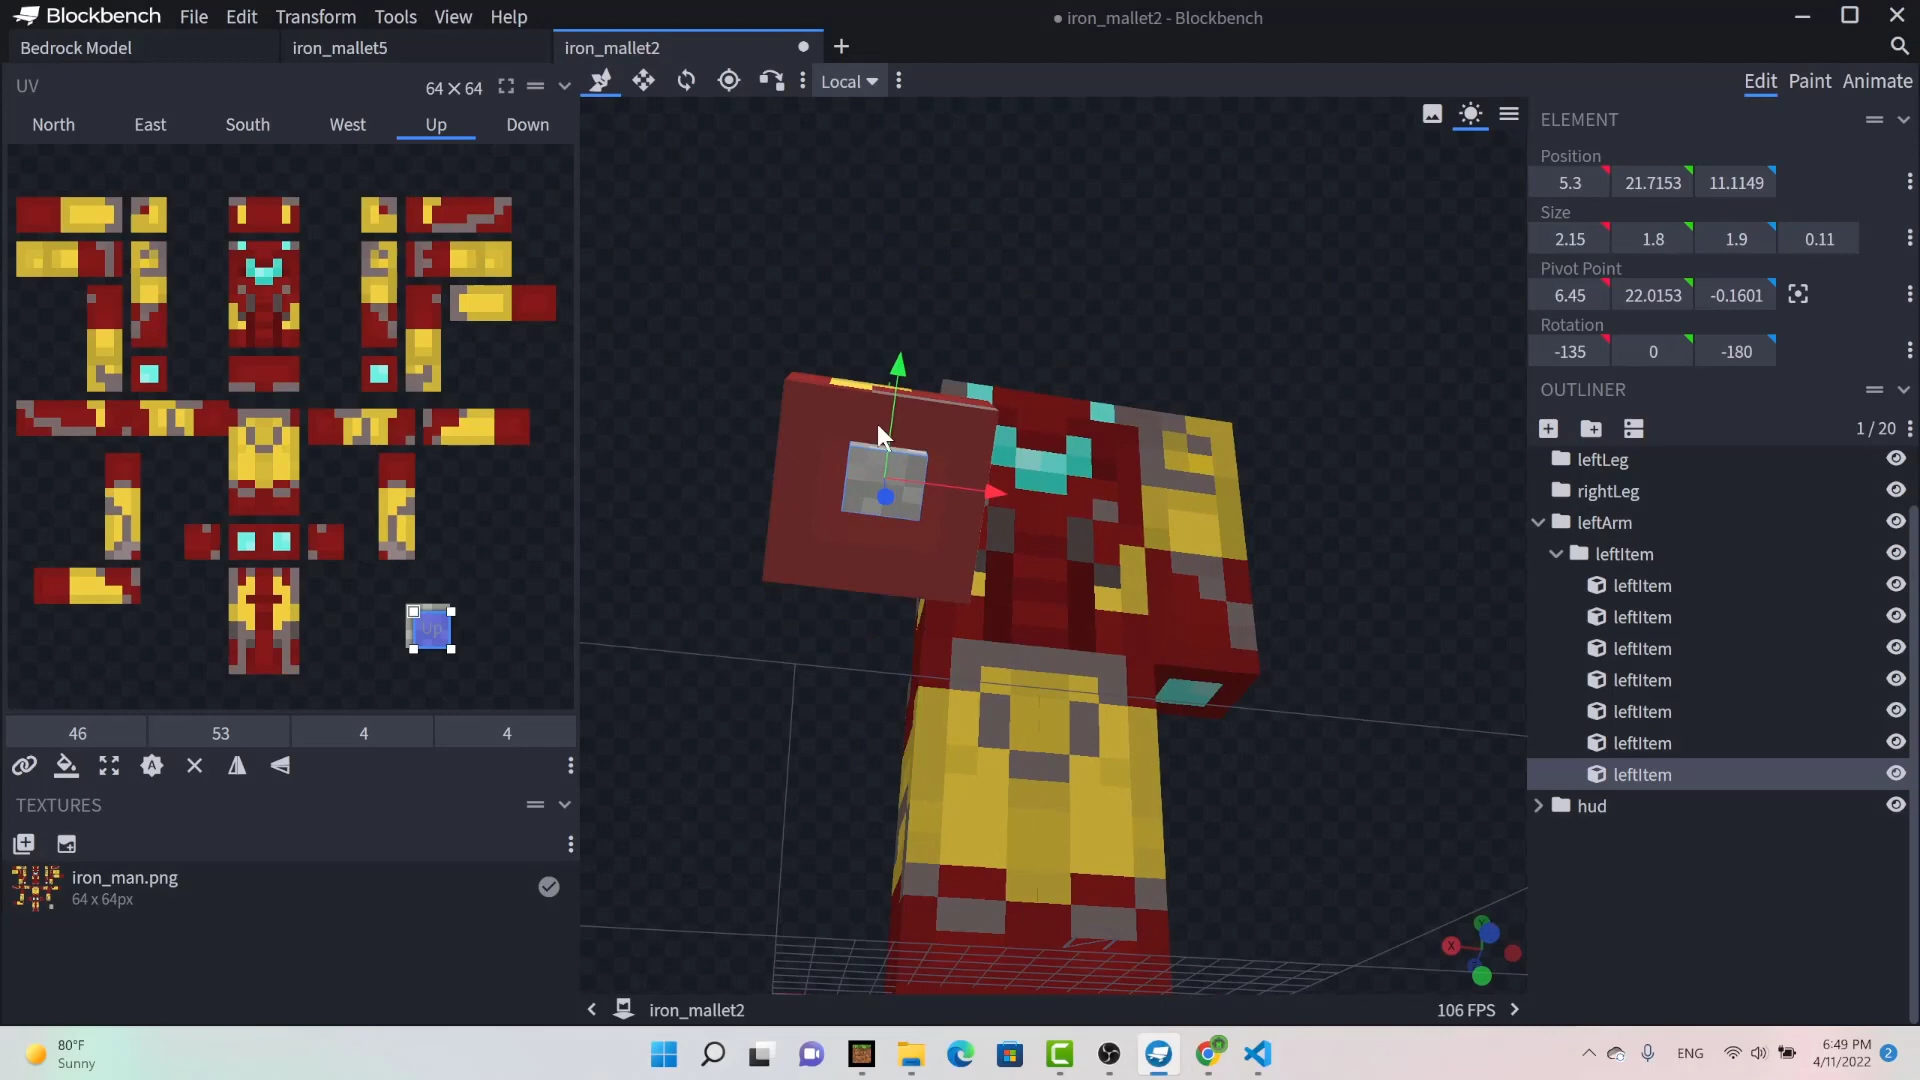 Blockbench File Edit Transform Tools View Help
● iron_mallet2 - Blockbench
Bedrock Model iron_mallet5 iron_mallet2
UV 64 × 64
Local
Edit Paint Animate
North East South West Up Down
ELEMENT
Position
5.3 21.7153 11.1149
Size
2.15 1.8 1.9 0.11
Pivot Point
6.45 22.0153 -0.1601
Rotation
-135 0 -180
OUTLINER
1 / 20
leftLeg
rightLeg
leftArm
leftItem
leftItem
leftItem
leftItem
leftItem
leftItem
leftItem
leftItem
hud
Up
46 53 4 4
TEXTURES
iron_man.png
64 x 64px
X
Y
iron_mallet2
106 FPS
80°F
Sunny
ENG
6:49 PM
4/11/2022
2